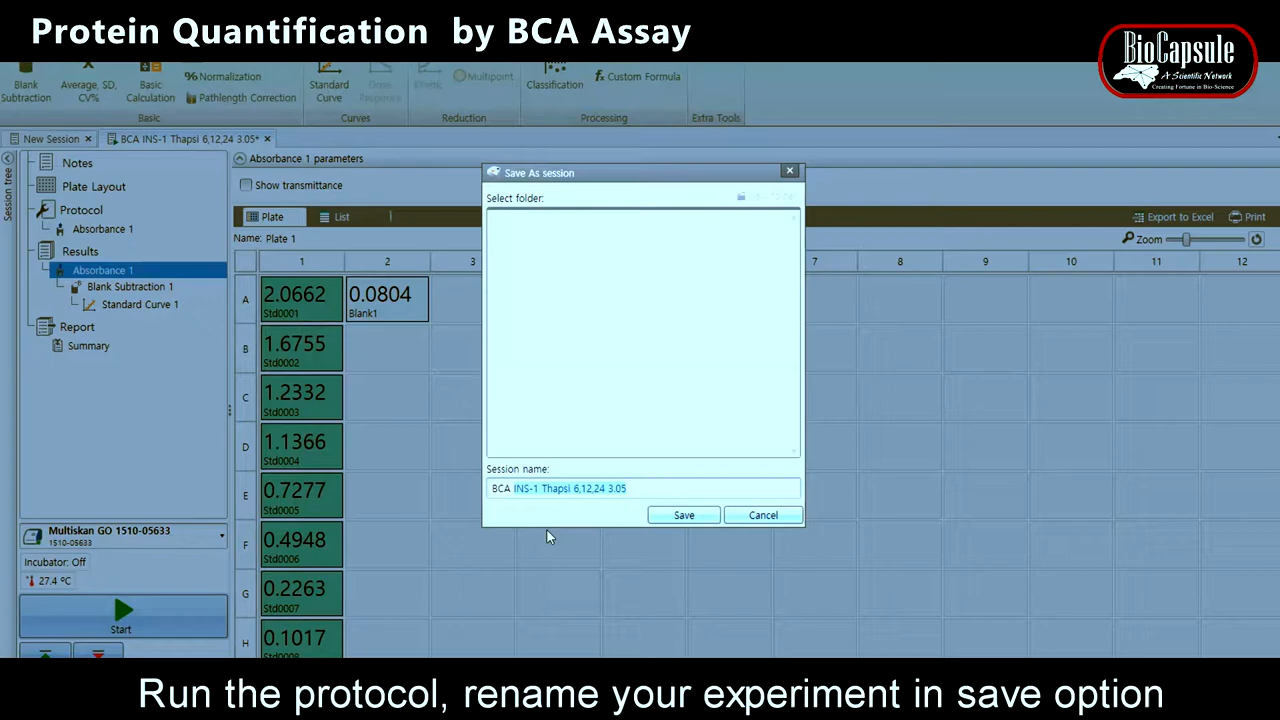 Protein Quantification by BCA Assay
BioCapsule
A Scientific Network
Creating Fortune in Bio-Science
Blank
Subtraction
Average, SD,
CV%
Basic
Calculation
Normalization
Pathlength Correction
Standard
Curve
Multipoint
Classification
Custom Formula
Basic
Curves
Reduction
Processing
Extra Tools
New Session
BCA INS-1 Thapsi 6,12,24 3.05*
Session tree
Notes
Plate Layout
Protocol
Absorbance 1
Results
Absorbance 1
Blank Subtraction 1
Standard Curve 1
Report
Summary
Absorbance 1 parameters
Show transmittance
Plate
List
Export to Excel
Print
Name: Plate 1
Zoom
1 2 3 7 8 9 10 11 12
A 2.0662 0.0804
Std0001 Blank1
B 1.6755
Std0002
C 1.2332
Std0003
D 1.1366
Std0004
E 0.7277
Std0005
F 0.4948
Std0006
G 0.2263
Std0007
H 0.1017
Std0008
Save As session
Select folder:
Session name:
BCA INS-1 Thapsi 6,12,24 3.05
Save
Cancel
Multiskan GO 1510-05633
1510-05633
Incubator: Off
27.4 ºC
Start
Run the protocol, rename your experiment in save option